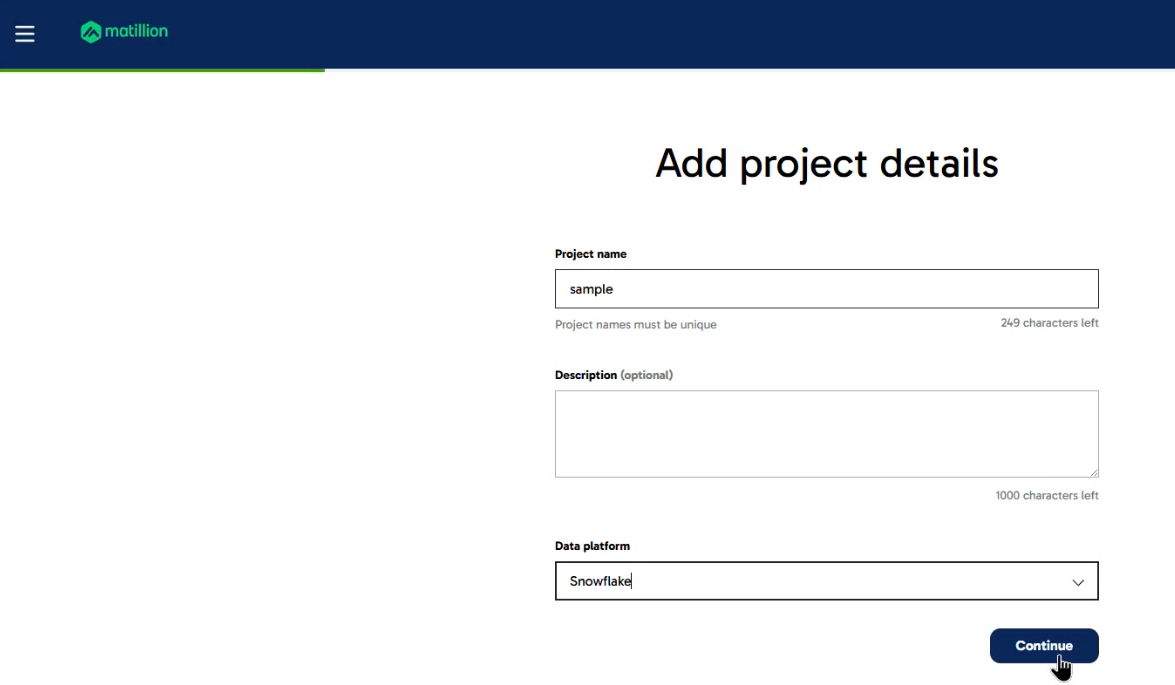 matillion
Add project details
Project name
sample
Project names must be unique
249 characters left
Description (optional)
1000 characters left
Data platform
Snowflake
Continue